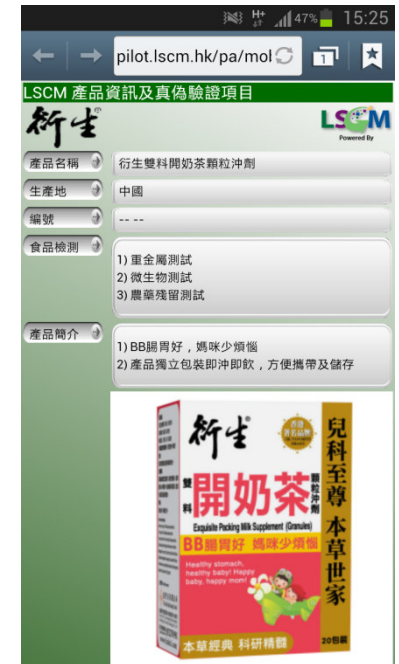 47% 15:25
pilot.lscm.hk/pa/mol
1
LSCM 產品資訊及真偽驗證項目
衍生®
LSCM
Powered By
產品名稱 衍生雙料開奶茶顆粒沖劑
生產地 中國
編號 -- --
食品檢測
1) 重金屬測試
2) 微生物測試
3) 農藥殘留測試
產品簡介
1) BB腸胃好，媽咪少煩惱
2) 產品獨立包裝即沖即飲，方便攜帶及儲存
衍生®
兒科至尊 本草世家
雙料
開奶茶
顆粒沖劑
Exquisite Packing Milk Supplement (Granules)
BB腸胃好 媽咪少煩惱
Healthy stomach,
healthy baby! Happy
baby, happy mom!
本草經典 科研精髓
20包裝